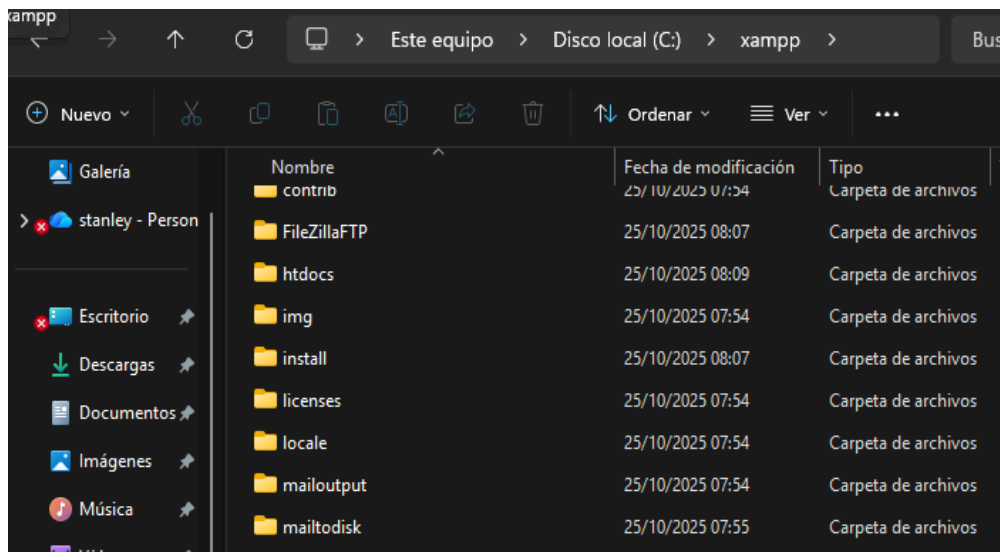 xampp
Este equipo > Disco local (C:) > xampp >
Bus
Nuevo
Ordenar
Ver
Galería
stanley - Person
Escritorio
Descargas
Documentos
Imágenes
Música
Nombre Fecha de modificación Tipo
contrib 25/10/2025 07:54 Carpeta de archivos
FileZillaFTP 25/10/2025 08:07 Carpeta de archivos
htdocs 25/10/2025 08:09 Carpeta de archivos
img 25/10/2025 07:54 Carpeta de archivos
install 25/10/2025 08:07 Carpeta de archivos
licenses 25/10/2025 07:54 Carpeta de archivos
locale 25/10/2025 07:54 Carpeta de archivos
mailoutput 25/10/2025 07:54 Carpeta de archivos
mailtodisk 25/10/2025 07:55 Carpeta de archivos